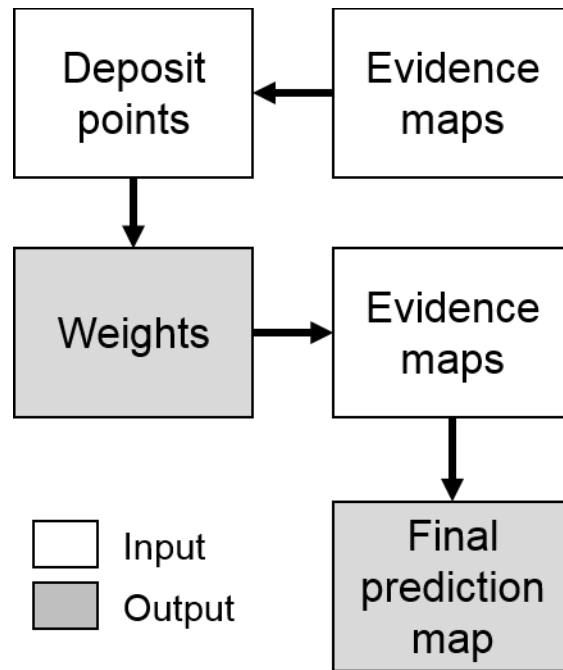 Deposit
points
Evidence
maps
Weights
Evidence
maps
Final
prediction
map
Input
Output